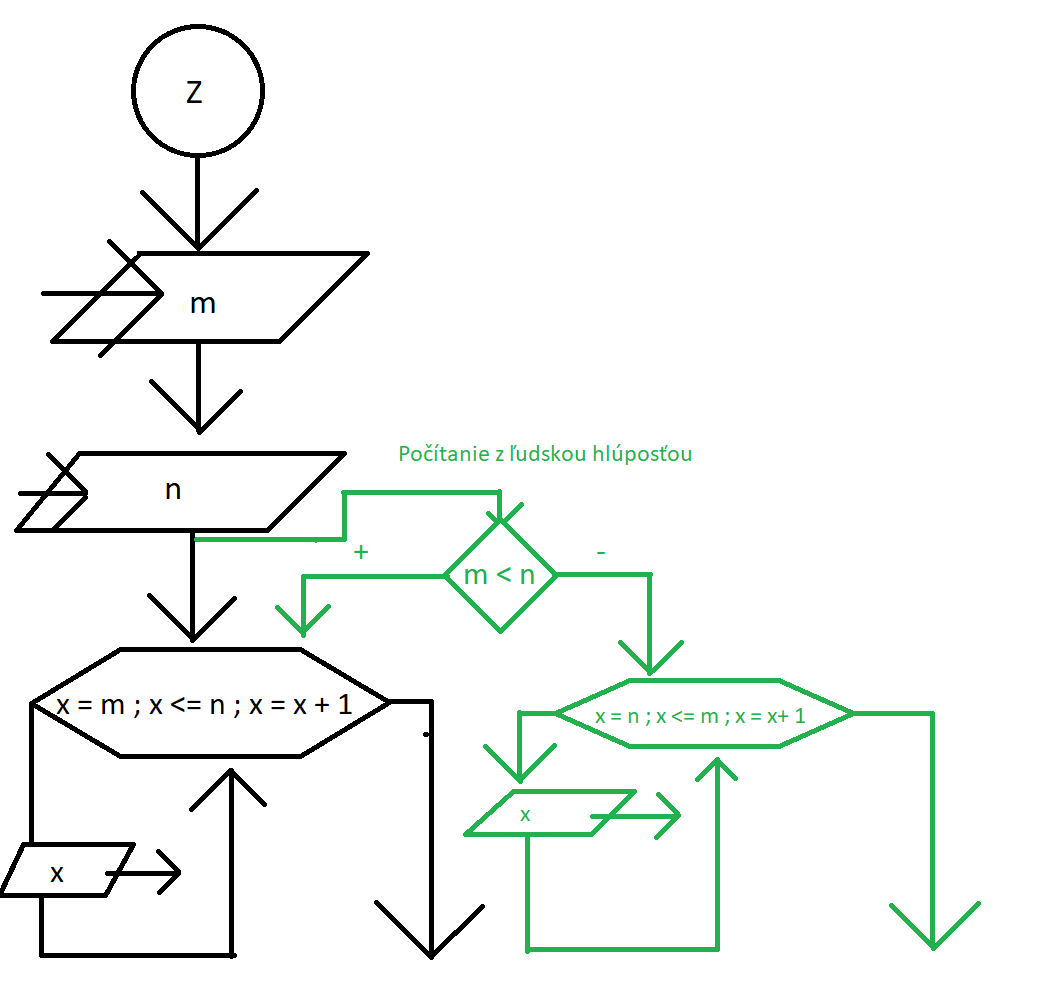 Z
m
n
Počítanie z ľudskou hlúposťou
+
-
m < n
x = m ; x <= n ; x = x + 1
x = n ; x <= m ; x = x+ 1
x
x